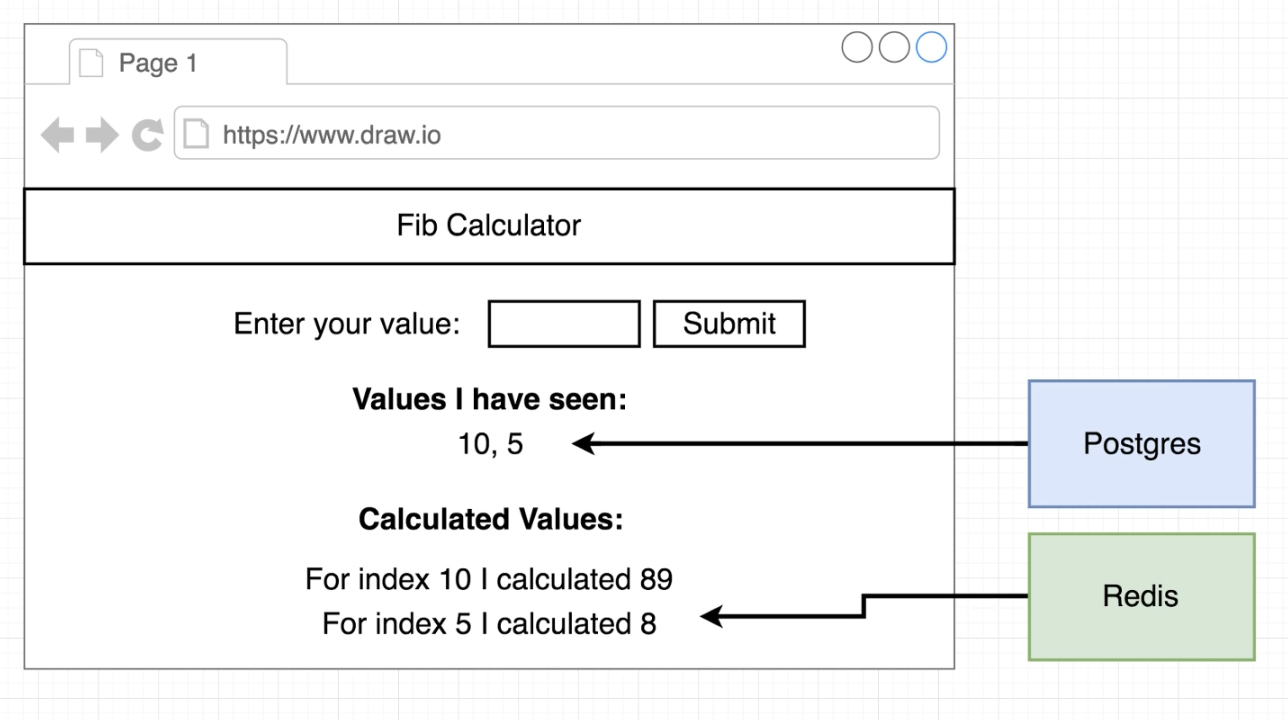 Page 1
https://www.draw.io
Fib Calculator
Enter your value: Submit
Values I have seen:
10, 5
Postgres
Calculated Values:
For index 10 I calculated 89
Redis
For index 5 I calculated 8